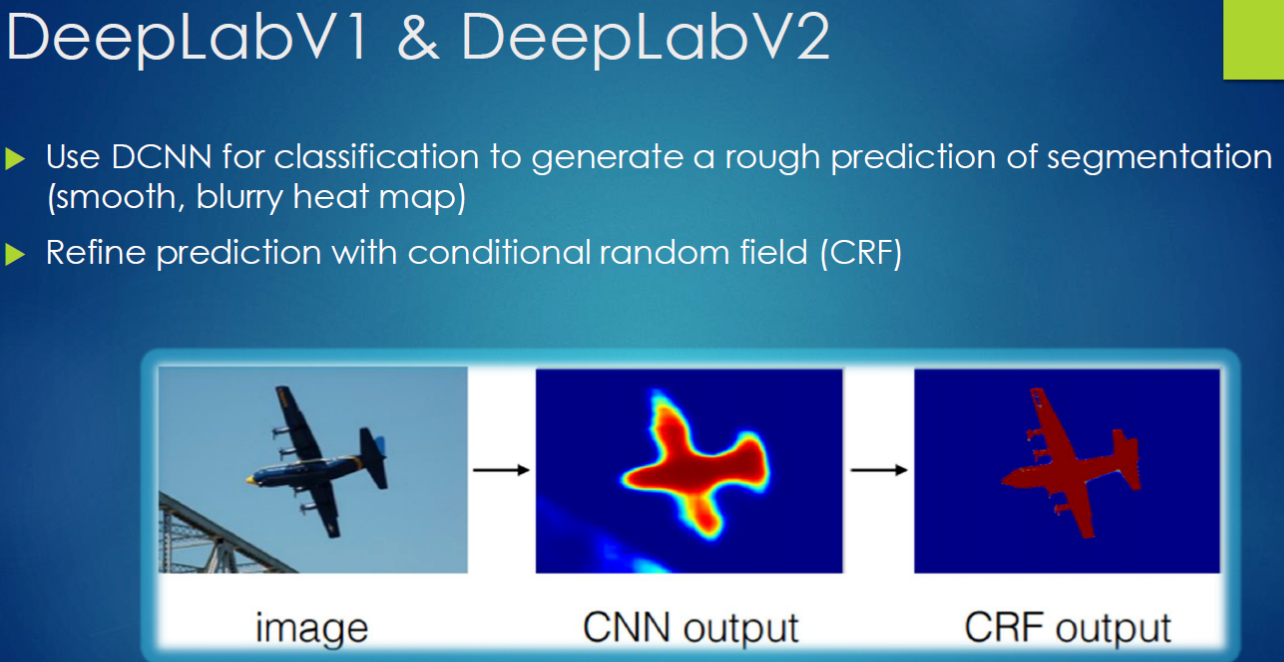 DeepLabV1 & DeepLabV2
Use DCNN for classification to generate a rough prediction of segmentation
(smooth, blurry heat map)
Refine prediction with conditional random field (CRF)
image
CNN output
CRF output